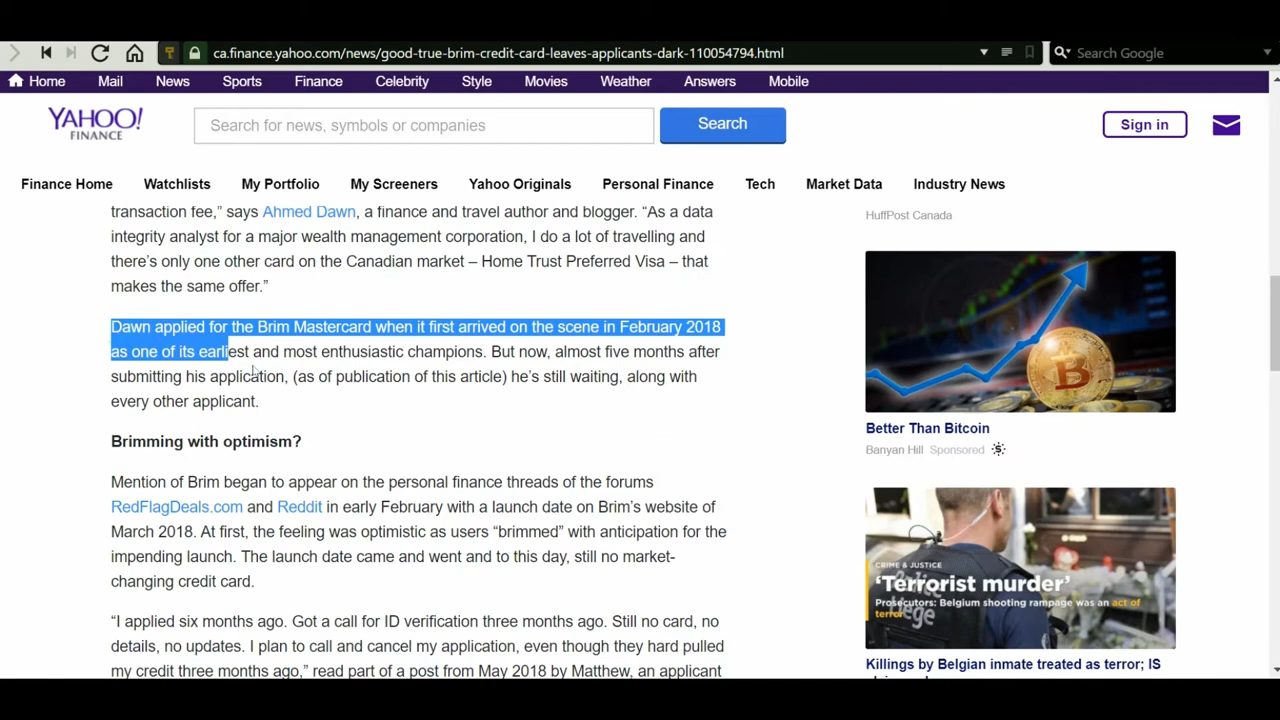 ca.finance.yahoo.com/news/good-true-brim-credit-card-leaves-applicants-dark-110054794.html
Search Google
Home Mail News Sports Finance Celebrity Style Movies Weather Answers Mobile
YAHOO!
FINANCE
Search for news, symbols or companies
Search
Sign in
Finance Home Watchlists My Portfolio My Screeners Yahoo Originals Personal Finance Tech Market Data Industry News
transaction fee,” says Ahmed Dawn, a finance and travel author and blogger. “As a data
integrity analyst for a major wealth management corporation, I do a lot of travelling and
there’s only one other card on the Canadian market – Home Trust Preferred Visa – that
makes the same offer.”
Dawn applied for the Brim Mastercard when it first arrived on the scene in February 2018
as one of its earliest and most enthusiastic champions. But now, almost five months after
submitting his application, (as of publication of this article) he’s still waiting, along with
every other applicant.
Brimming with optimism?
Mention of Brim began to appear on the personal finance threads of the forums
RedFlagDeals.com and Reddit in early February with a launch date on Brim’s website of
March 2018. At first, the feeling was optimistic as users “brimmed” with anticipation for the
impending launch. The launch date came and went and to this day, still no market-
changing credit card.
“I applied six months ago. Got a call for ID verification three months ago. Still no card, no
details, no updates. I plan to call and cancel my application, even though they hard pulled
my credit three months ago,” read part of a post from May 2018 by Matthew, an applicant
HuffPost Canada
Better Than Bitcoin
Banyan Hill Sponsored
CRIME & JUSTICE
‘Terrorist murder’
Prosecutors: Belgium shooting rampage was an act of
terror
Killings by Belgian inmate treated as terror; IS